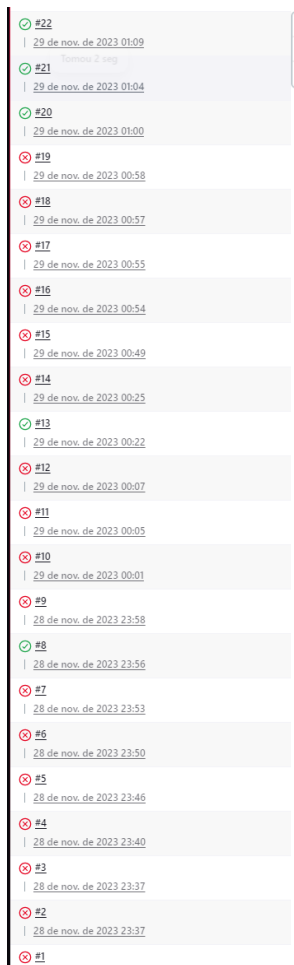 #22
29 de nov. de 2023 01:09
Tomou 2 seg
#21
29 de nov. de 2023 01:04
#20
29 de nov. de 2023 01:00
#19
29 de nov. de 2023 00:58
#18
29 de nov. de 2023 00:57
#17
29 de nov. de 2023 00:55
#16
29 de nov. de 2023 00:54
#15
29 de nov. de 2023 00:49
#14
29 de nov. de 2023 00:25
#13
29 de nov. de 2023 00:22
#12
29 de nov. de 2023 00:07
#11
29 de nov. de 2023 00:05
#10
29 de nov. de 2023 00:01
#9
28 de nov. de 2023 23:58
#8
28 de nov. de 2023 23:56
#7
28 de nov. de 2023 23:53
#6
28 de nov. de 2023 23:50
#5
28 de nov. de 2023 23:46
#4
28 de nov. de 2023 23:40
#3
28 de nov. de 2023 23:37
#2
28 de nov. de 2023 23:37
#1